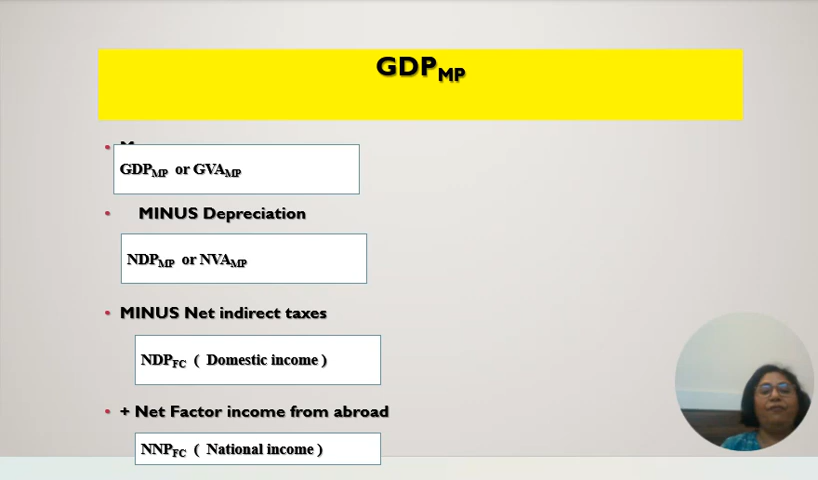 GDPMP
GDPMP or GVAMP
MINUS Depreciation
NDPMP or NVAMP
MINUS Net indirect taxes
NDPFC ( Domestic income )
+ Net Factor income from abroad
NNPFC ( National income )